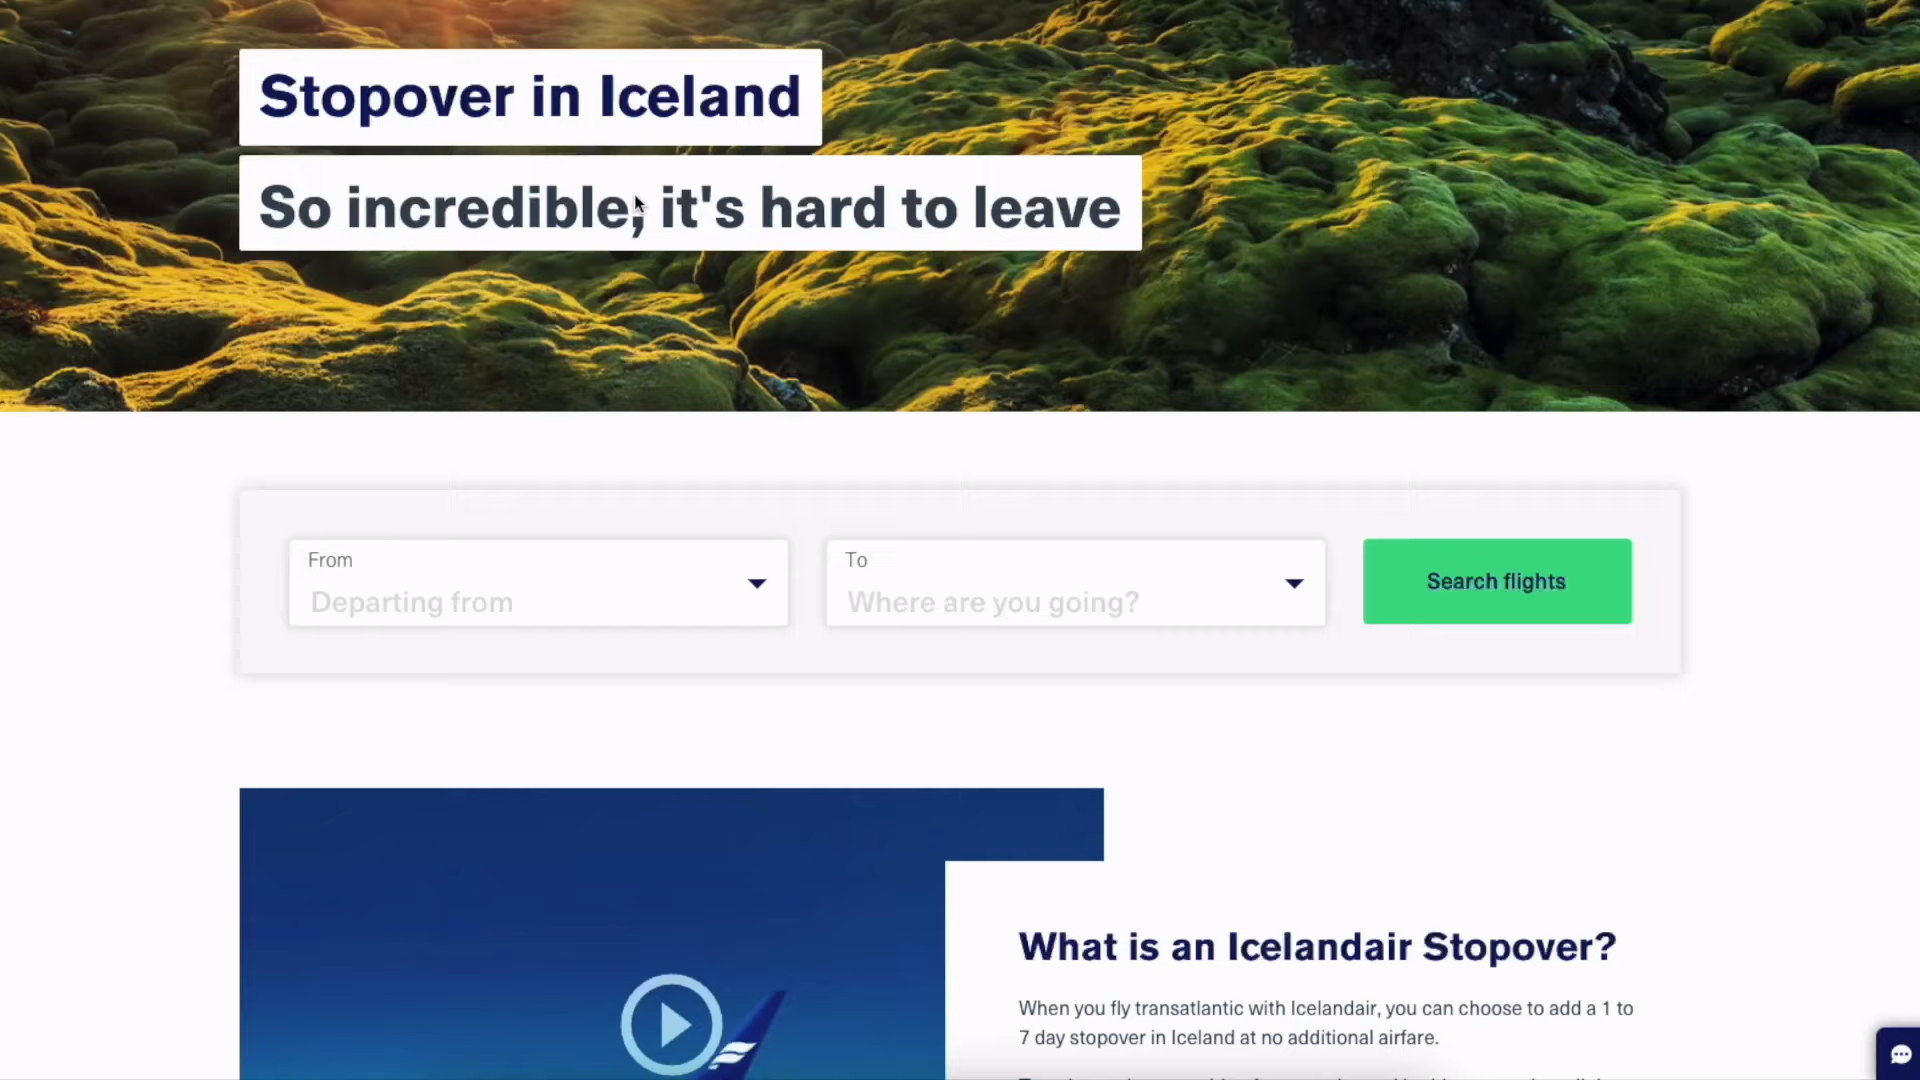 Stopover in Iceland
So incredible, it's hard to leave
From
Departing from
To
Where are you going?
Search flights
What is an Icelandair Stopover?
When you fly transatlantic with Icelandair, you can choose to add a 1 to
7 day stopover in Iceland at no additional airfare.